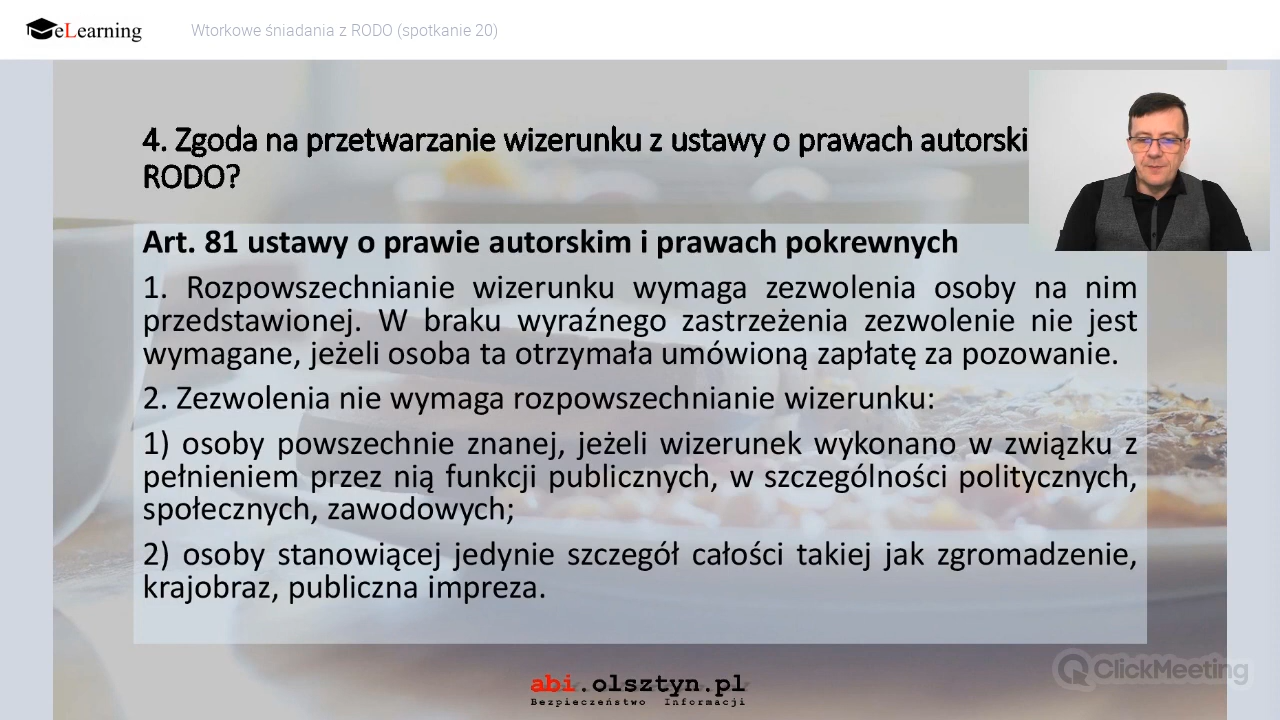 eLearning
Wtorkowe śniadania z RODO (spotkanie 20)
4. Zgoda na przetwarzanie wizerunku z ustawy o prawach autorski
RODO?
Art. 81 ustawy o prawie autorskim i prawach pokrewnych
1. Rozpowszechnianie wizerunku wymaga zezwolenia osoby na nim
przedstawionej. W braku wyraźnego zastrzeżenia zezwolenie nie jest
wymagane, jeżeli osoba ta otrzymała umówioną zapłatę za pozowanie.
2. Zezwolenia nie wymaga rozpowszechnianie wizerunku:
1) osoby powszechnie znanej, jeżeli wizerunek wykonano w związku z
pełnieniem przez nią funkcji publicznych, w szczególności politycznych,
społecznych, zawodowych;
2) osoby stanowiącej jedynie szczegół całości takiej jak zgromadzenie,
krajobraz, publiczna impreza.
ClickMeeting
abi.olsztyn.pl
Bezpieczeństwo Informacji